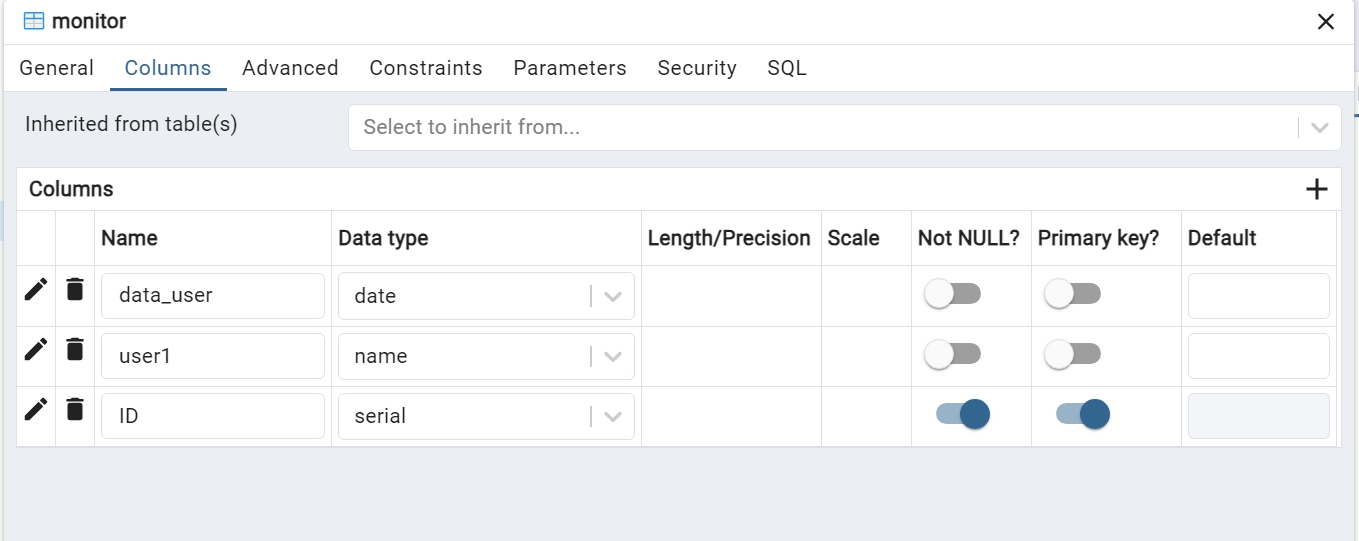 monitor
General Columns Advanced Constraints Parameters Security SQL
Inherited from table(s) Select to inherit from...
Columns
Name Data type Length/Precision Scale Not NULL? Primary key? Default
data_user date
user1 name
ID serial